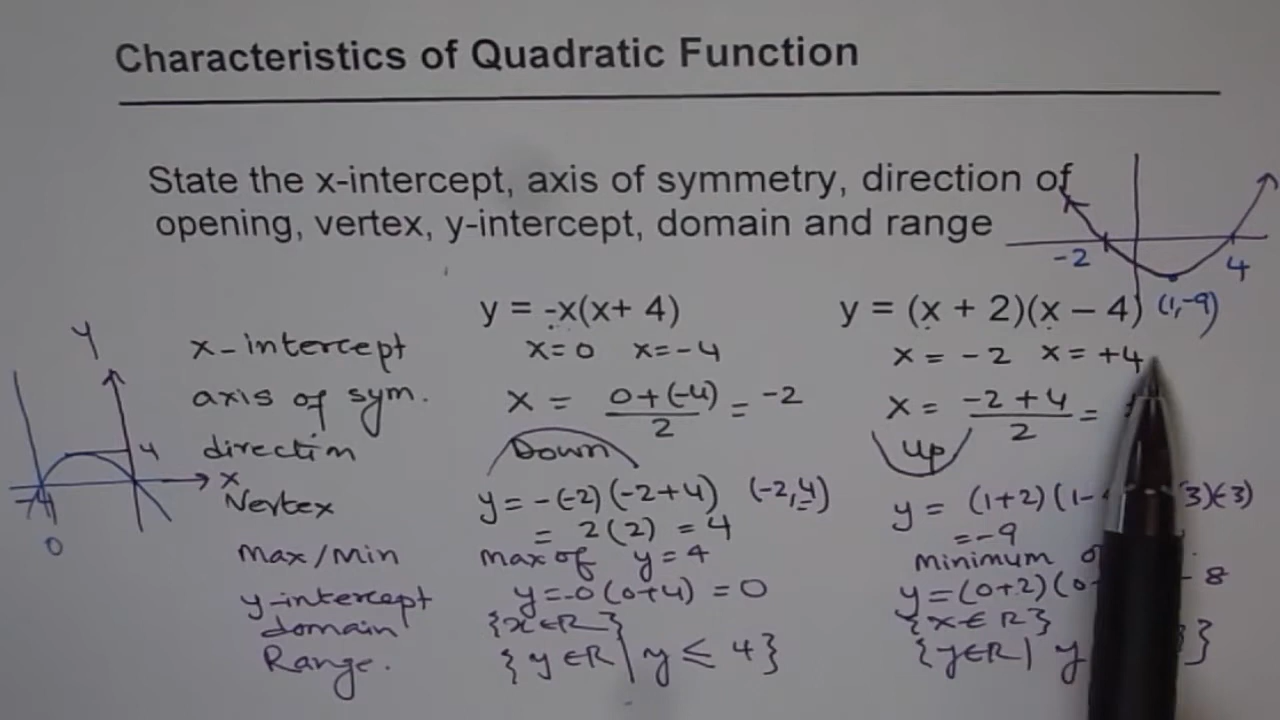 Characteristics of Quadratic Function
State the x-intercept, axis of symmetry, direction of
opening, vertex, y-intercept, domain and range
-2 4
y = -x(x+ 4) y = (x + 2)(x – 4) (1,-9)
y
x-intercept x=0 x=-4 x = -2 x = +4
axis of sym. x = 0+(-4)/2 = -2 x = -2+4/2 =
direction Down Up
4
x
Vertex y=-(-2)(-2+4) (-2,4) y = (1+2)(1- 3)(-3)
-4 = 2(2) = 4 =-9
0
Max/Min max of y=4 minimum
y-intercept y=-0(0+4) = 0 y=(0+2)(0 - 8
domain {x∈R} {x∈R}
Range. {y∈R| y ≤ 4} {y∈R| y }